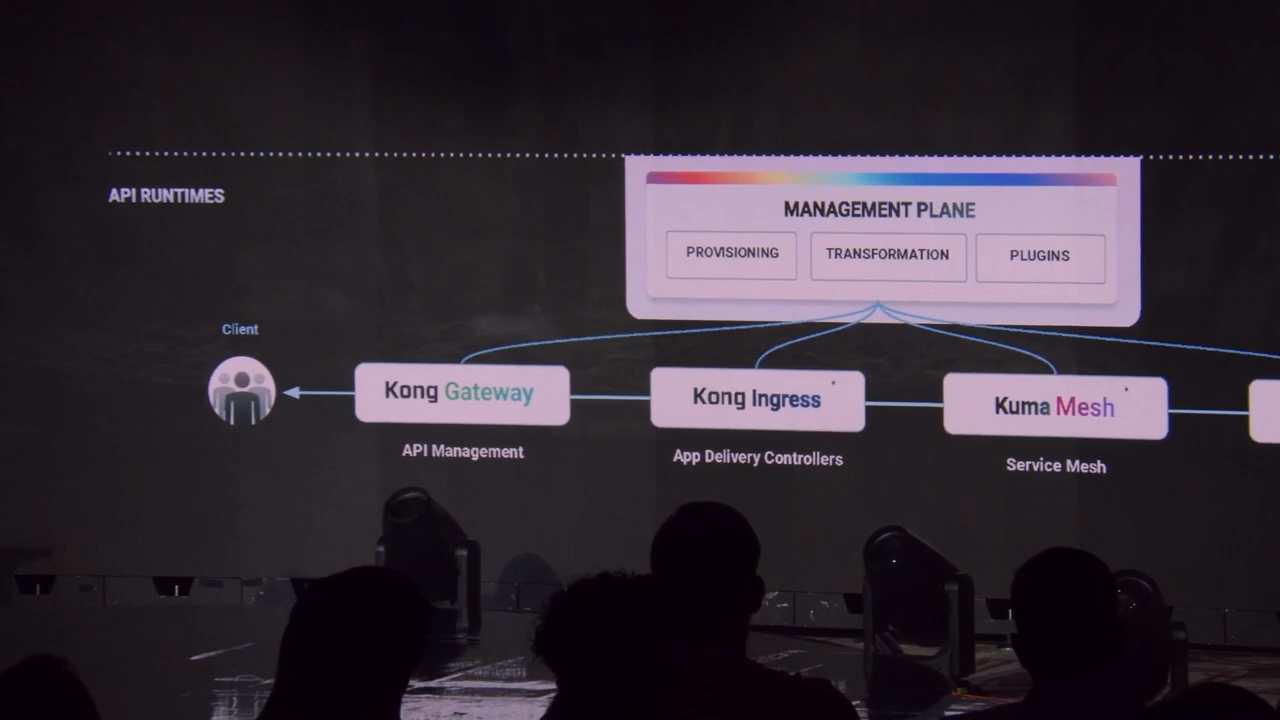 API RUNTIMES
MANAGEMENT PLANE
PROVISIONING
TRANSFORMATION
PLUGINS
Client
Kong Gateway
Kong Ingress
Kuma Mesh
API Management
App Delivery Controllers
Service Mesh